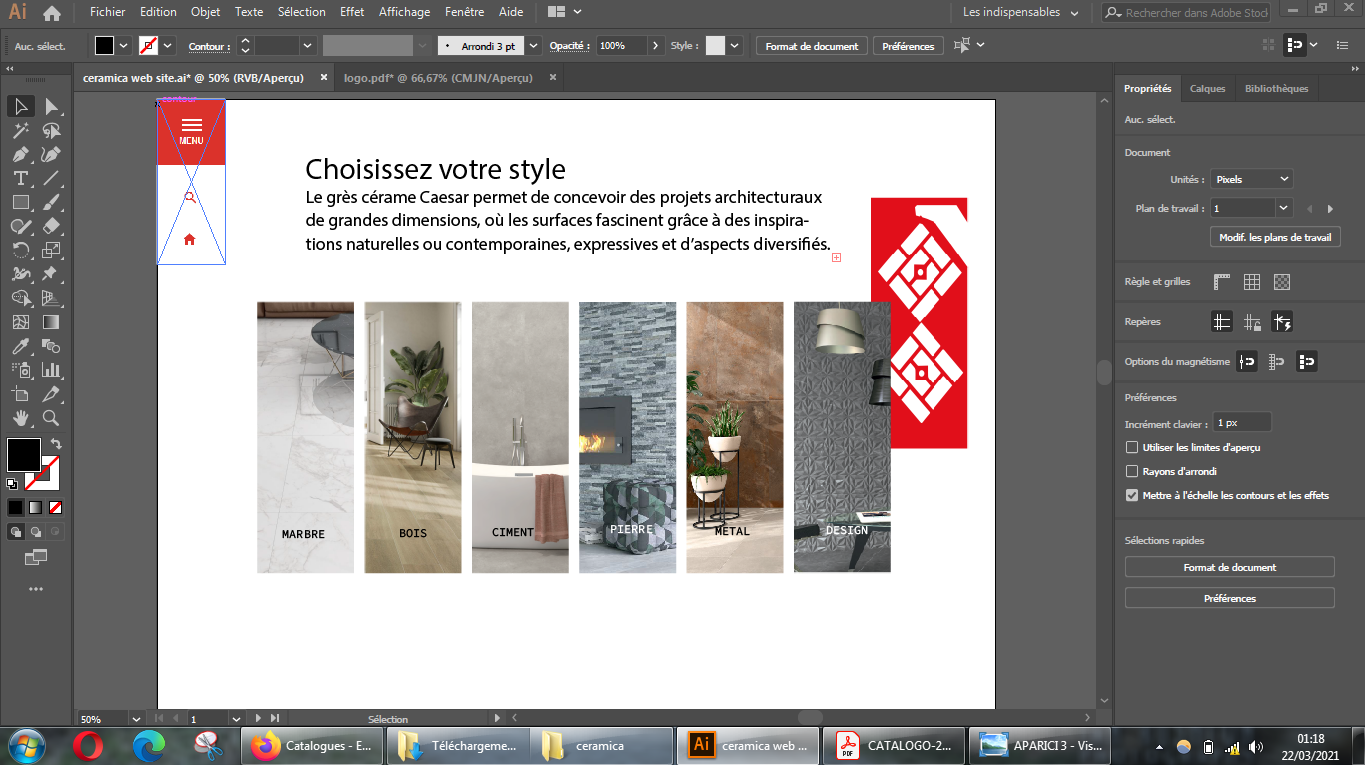 Ai Fichier Edition Objet Texte Sélection Effet Affichage Fenêtre Aide Les indispensables Rechercher dans Adobe Stock
Auc. sélect. Contour : Arrondi 3 pt Opacité : 100% Style : Format de document Préférences
ceramica web site.ai* @ 50% (RVB/Aperçu) × logo.pdf* @ 66,67% (CMJN/Aperçu) ×
contour
MENU
Choisissez votre style
Le grès cérame Caesar permet de concevoir des projets architecturaux
de grandes dimensions, où les surfaces fascinent grâce à des inspira-
tions naturelles ou contemporaines, expressives et d’aspects diversifiés.
MARBRE
BOIS
CIMENT
PIERRE
METAL
DESIGN
Propriétés Calques Bibliothèques
Auc. sélect.
Document
Unités : Pixels
Plan de travail : 1
Modif. les plans de travail
Règle et grilles
Repères
Options du magnétisme
Préférences
Incrément clavier : 1 px
Utiliser les limites d'aperçu
Rayons d'arrondi
Mettre à l'échelle les contours et les effets
Sélections rapides
Format de document
Préférences
50% 1 Sélection
Catalogues - E... Téléchargeme... ceramica Ai ceramica web ... CATALOGO-2... APARICI 3 - Vis...
01:18
22/03/2021